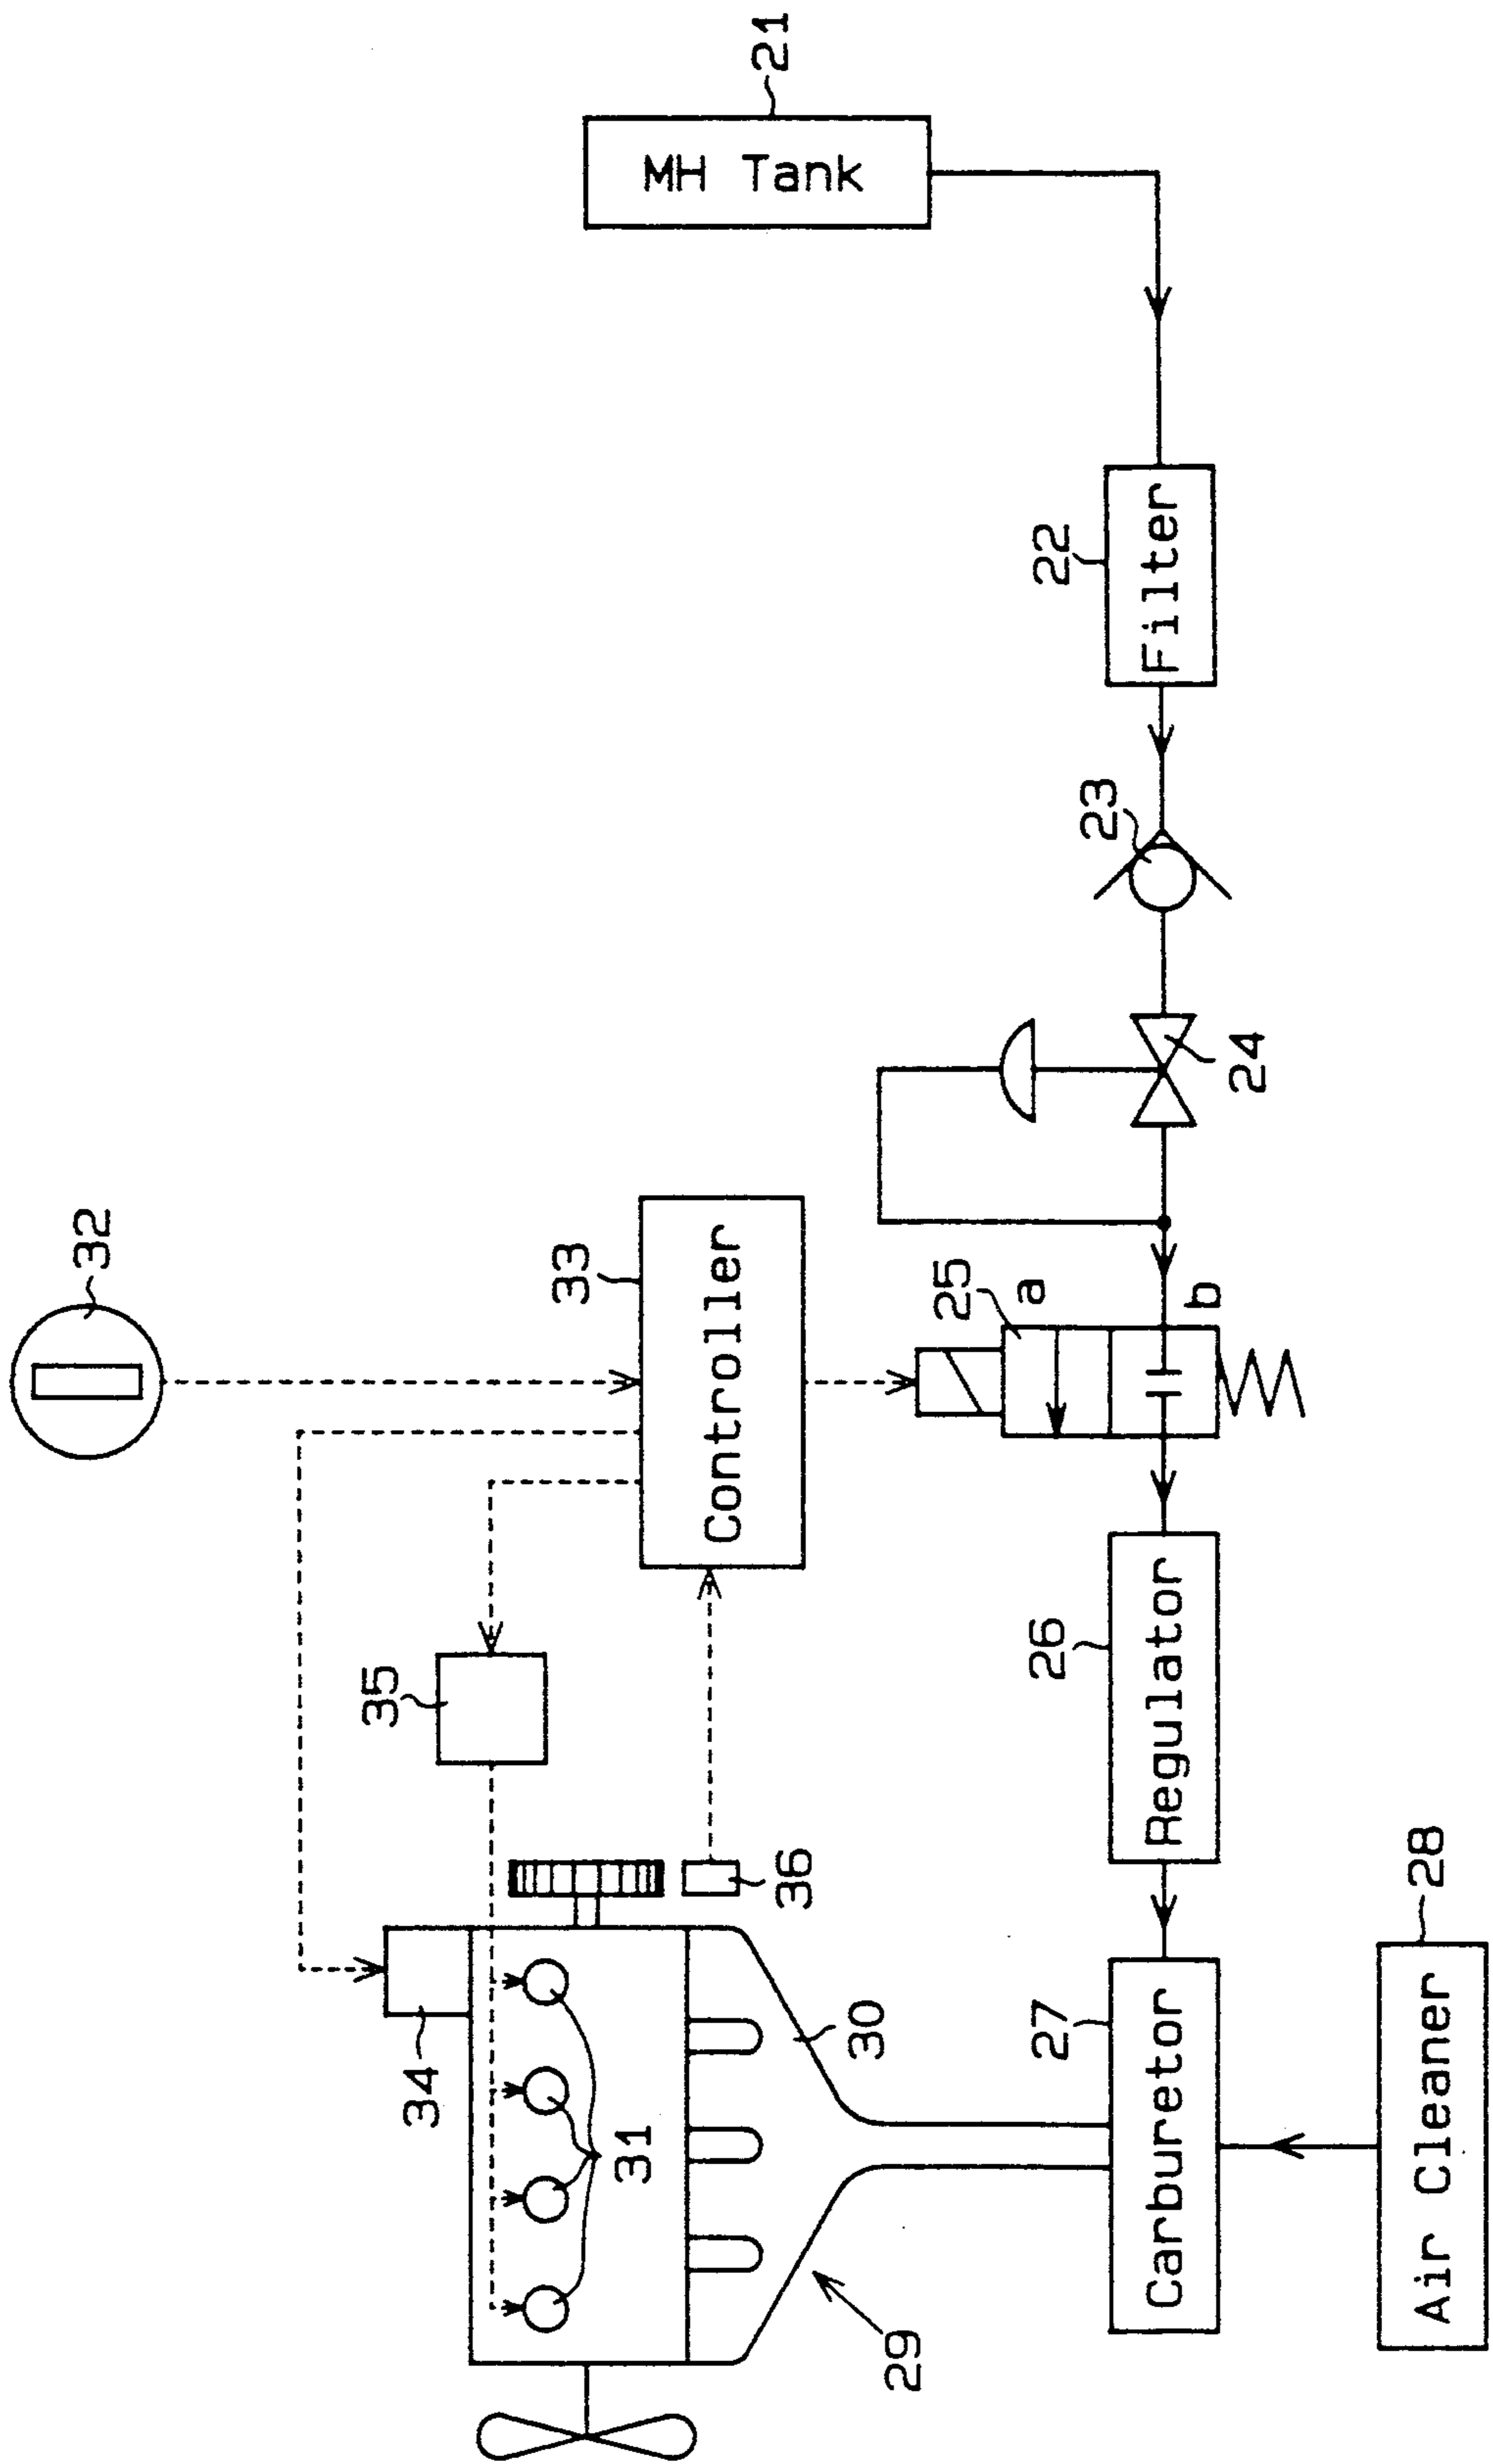 32
35
33
Controller
34
31
36
30
29
25
a
b
24
23
22
Filter
21
MH Tank
26
Regulator
27
Carburetor
28
Air Cleaner